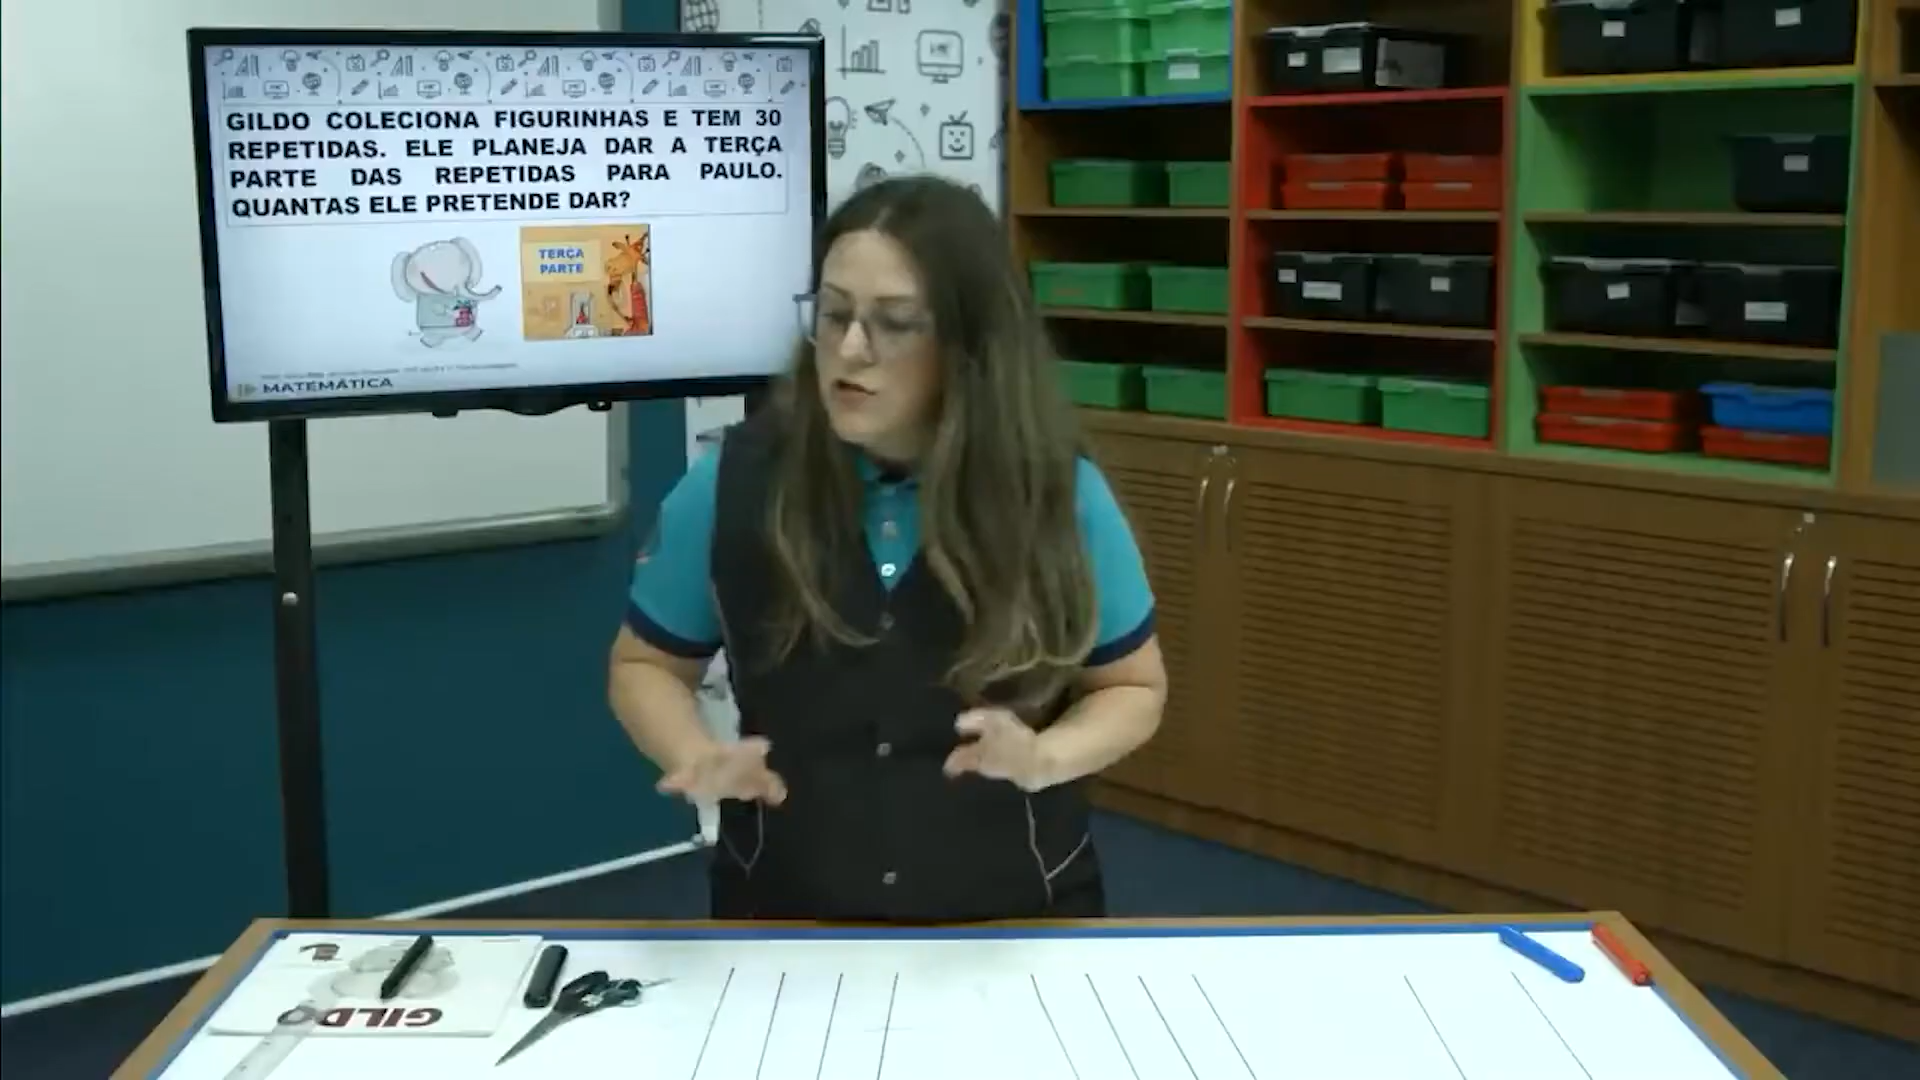 GILDO COLECIONA FIGURINHAS E TEM 30
REPETIDAS. ELE PLANEJA DAR A TERÇA
PARTE DAS REPETIDAS PARA PAULO.
QUANTAS ELE PRETENDE DAR?
TERÇA
PARTE
MATEMÁTICA
GILDO